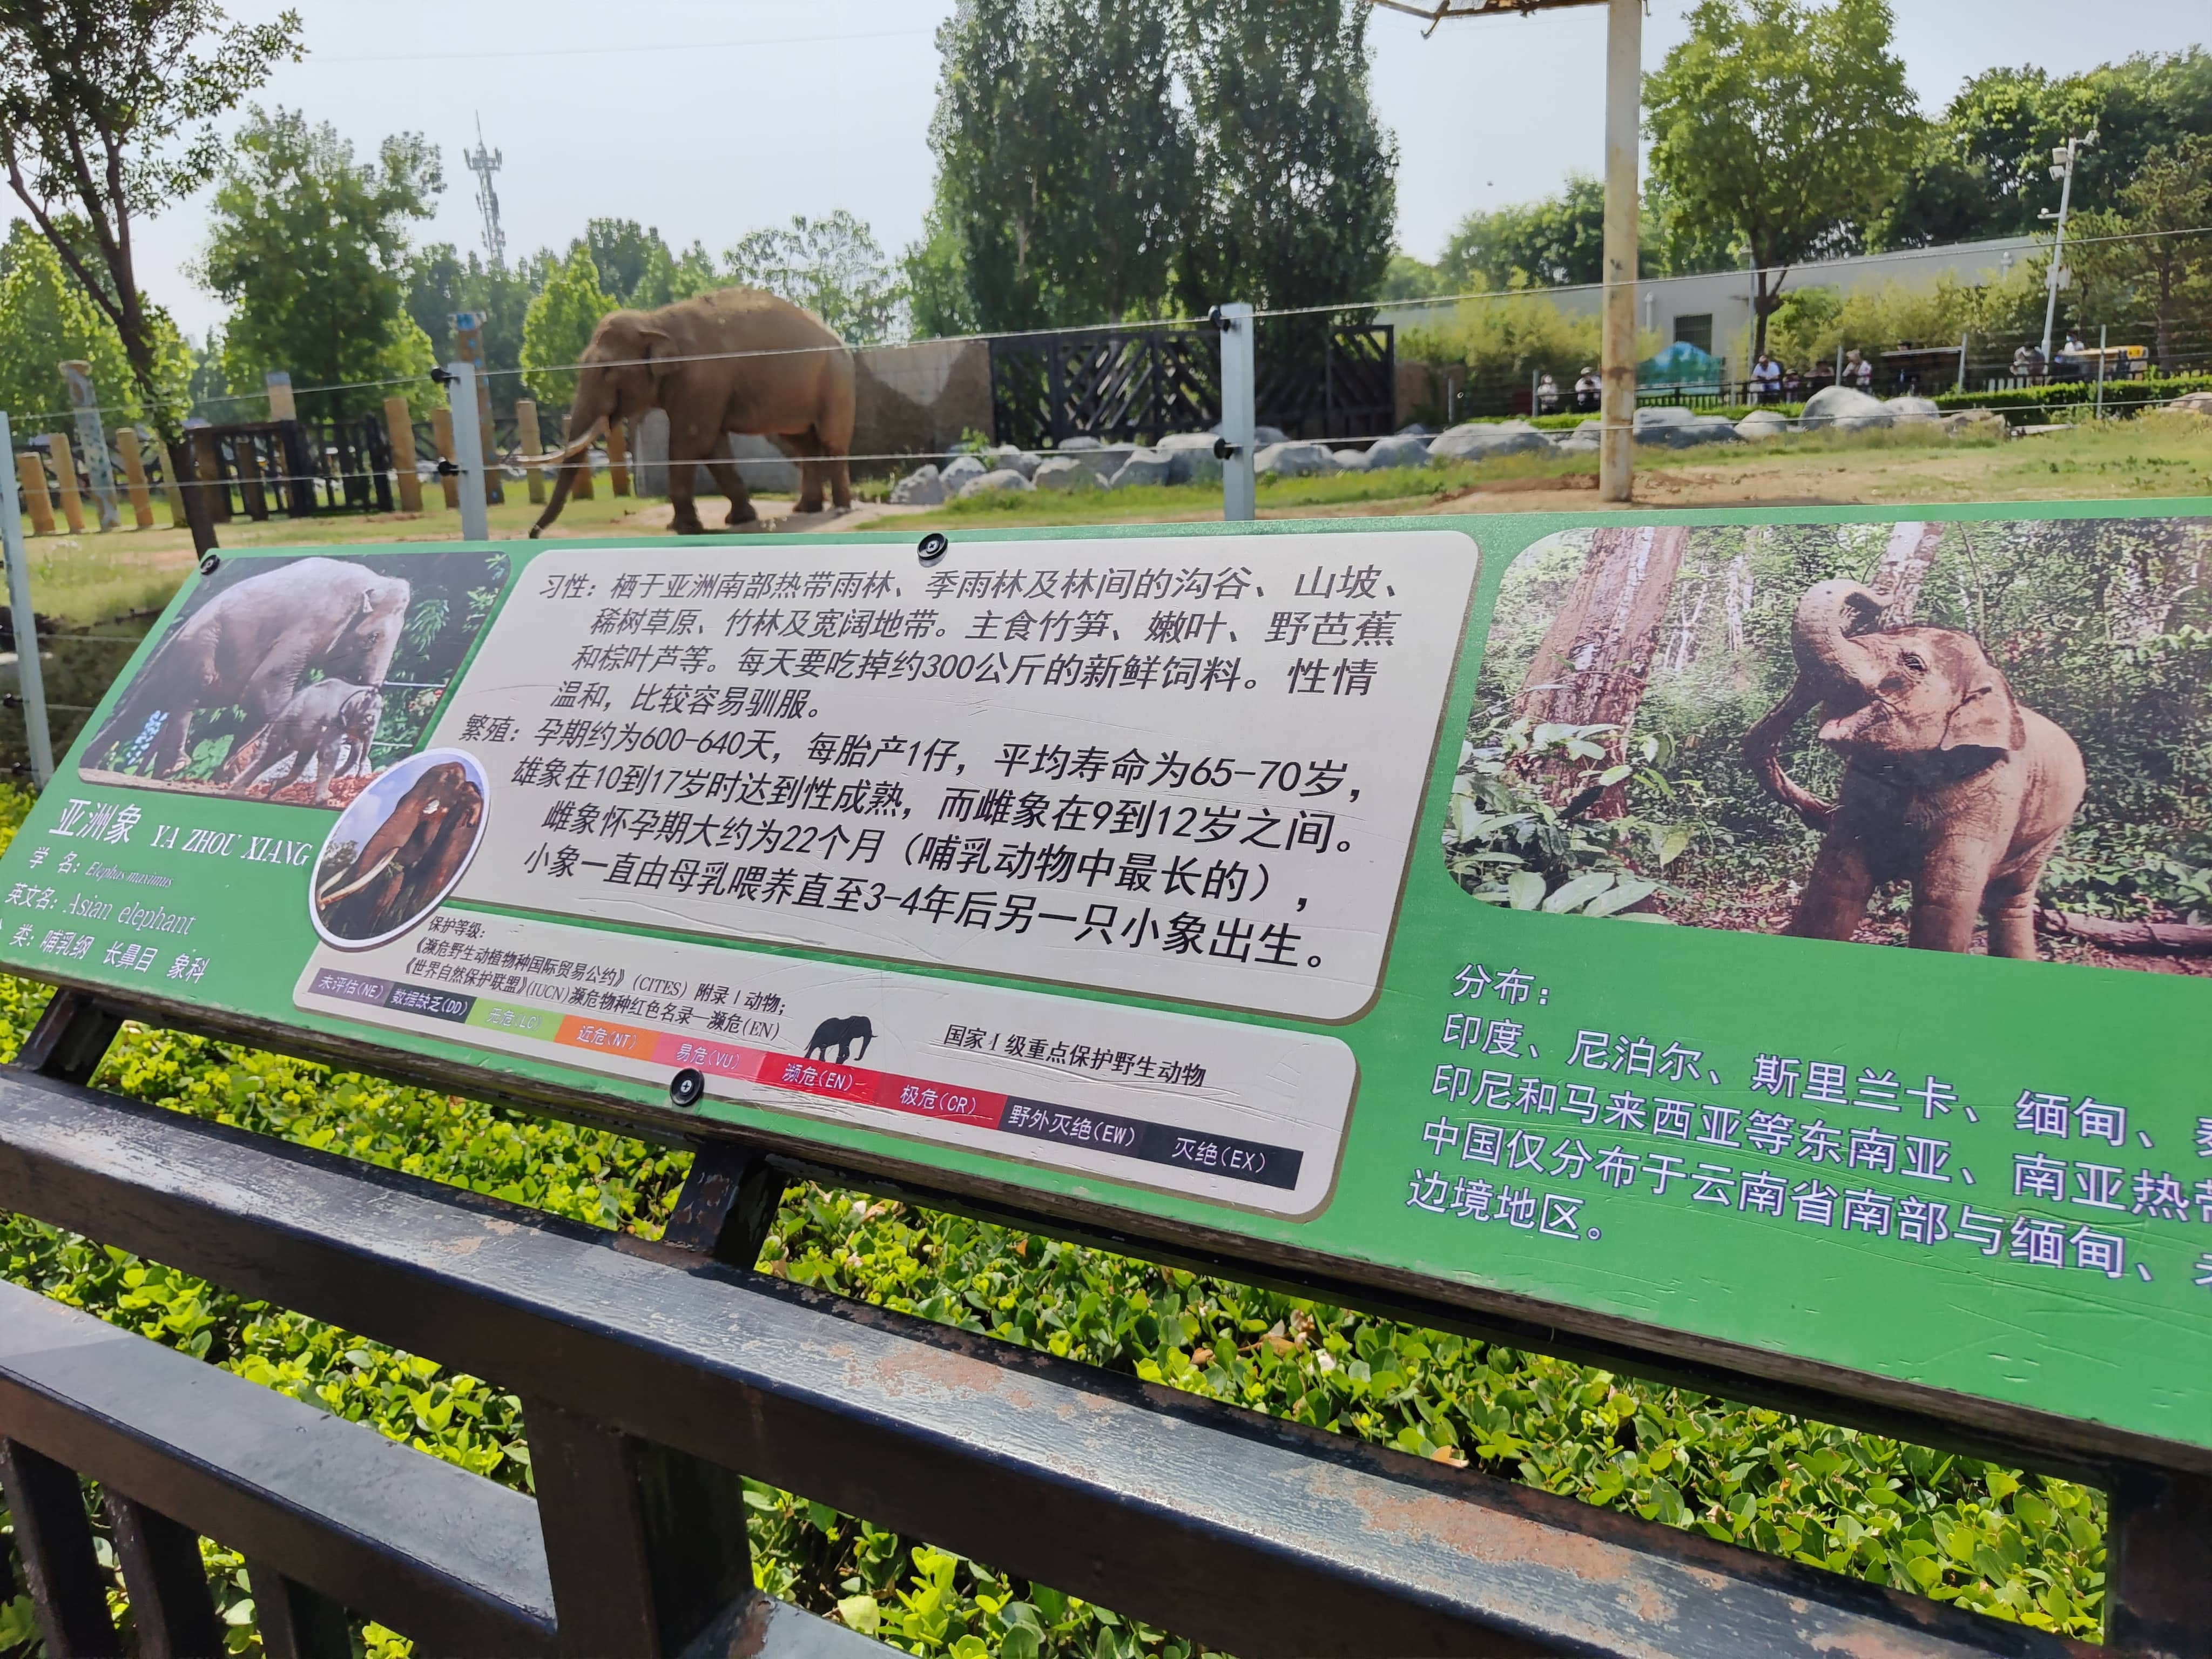 习性：栖于亚洲南部热带雨林、季雨林及林间的沟谷、山坡、
稀树草原、竹林及宽阔地带。主食竹笋、嫩叶、野芭蕉
和棕叶芦等。每天要吃掉约300公斤的新鲜饲料。性情
温和，比较容易驯服。
繁殖：孕期约为600-640天，每胎产1仔，平均寿命为65-70岁，
雄象在10到17岁时达到性成熟，而雌象在9到12岁之间。
雌象怀孕期大约为22个月（哺乳动物中最长的），
小象一直由母乳喂养直至3-4年后另一只小象出生。
亚洲象 YA ZHOU XIANG
学 名：Elephas maximus
英文名：Asian elephant
类：哺乳纲 长鼻目 象科
保护等级：
《濒危野生动植物种国际贸易公约》（CITES）附录Ⅰ动物；
《世界自然保护联盟》(IUCN)濒危物种红色名录—濒危(EN)
国家Ⅰ级重点保护野生动物
未评估(NE) 数据缺乏(DD) 无危(LC) 近危(NT) 易危(VU) 濒危(EN) 极危(CR) 野外灭绝(EW) 灭绝(EX)
分布：
印度、尼泊尔、斯里兰卡、缅甸、
印尼和马来西亚等东南亚、南亚热
中国仅分布于云南省南部与缅甸、
边境地区。